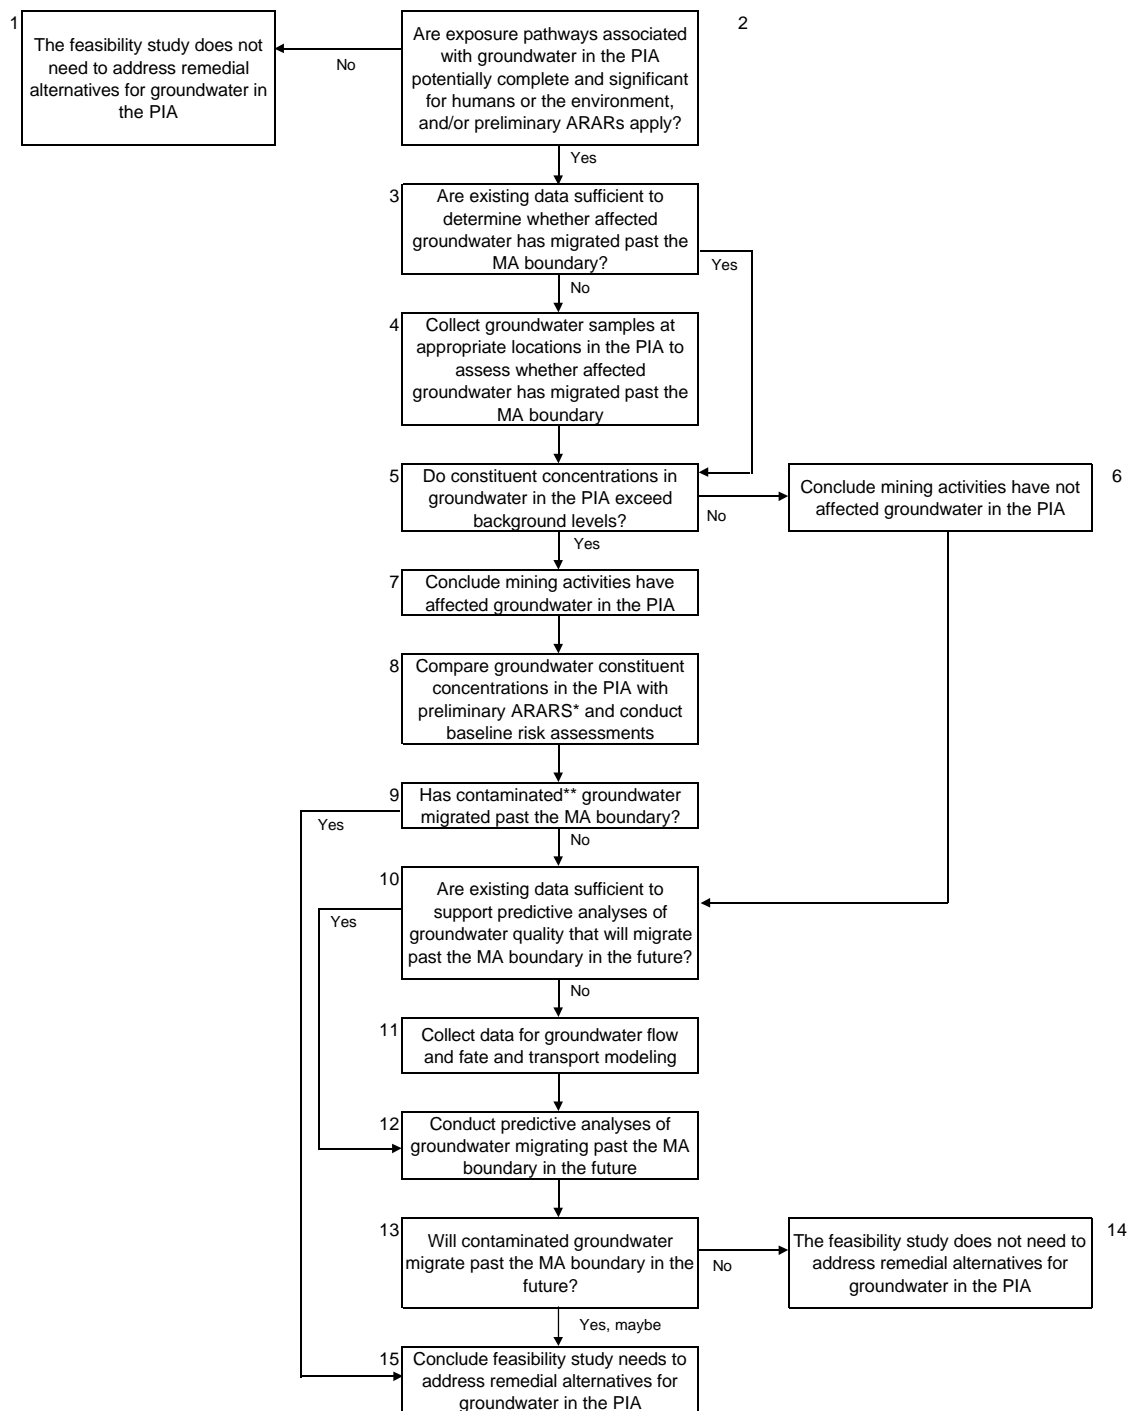 1
The feasibility study does not
need to address remedial
alternatives for groundwater in
the PIA
No
2
Are exposure pathways associated
with groundwater in the PIA
potentially complete and significant
for humans or the environment,
and/or preliminary ARARs apply?
Yes
3
Are existing data sufficient to
determine whether affected
groundwater has migrated past the
MA boundary?
Yes
No
4
Collect groundwater samples at
appropriate locations in the PIA to
assess whether affected
groundwater has migrated past the
MA boundary
5
Do constituent concentrations in
groundwater in the PIA exceed
background levels?
No
6
Conclude mining activities have not
affected groundwater in the PIA
Yes
7
Conclude mining activities have
affected groundwater in the PIA
8
Compare groundwater constituent
concentrations in the PIA with
preliminary ARARS* and conduct
baseline risk assessments
9
Has contaminated** groundwater
migrated past the MA boundary?
Yes
No
10
Are existing data sufficient to
support predictive analyses of
groundwater quality that will migrate
past the MA boundary in the future?
Yes
No
11
Collect data for groundwater flow
and fate and transport modeling
12
Conduct predictive analyses of
groundwater migrating past the MA
boundary in the future
13
Will contaminated groundwater
migrate past the MA boundary in the
future?
No
14
The feasibility study does not need to
address remedial alternatives for
groundwater in the PIA
Yes, maybe
15
Conclude feasibility study needs to
address remedial alternatives for
groundwater in the PIA